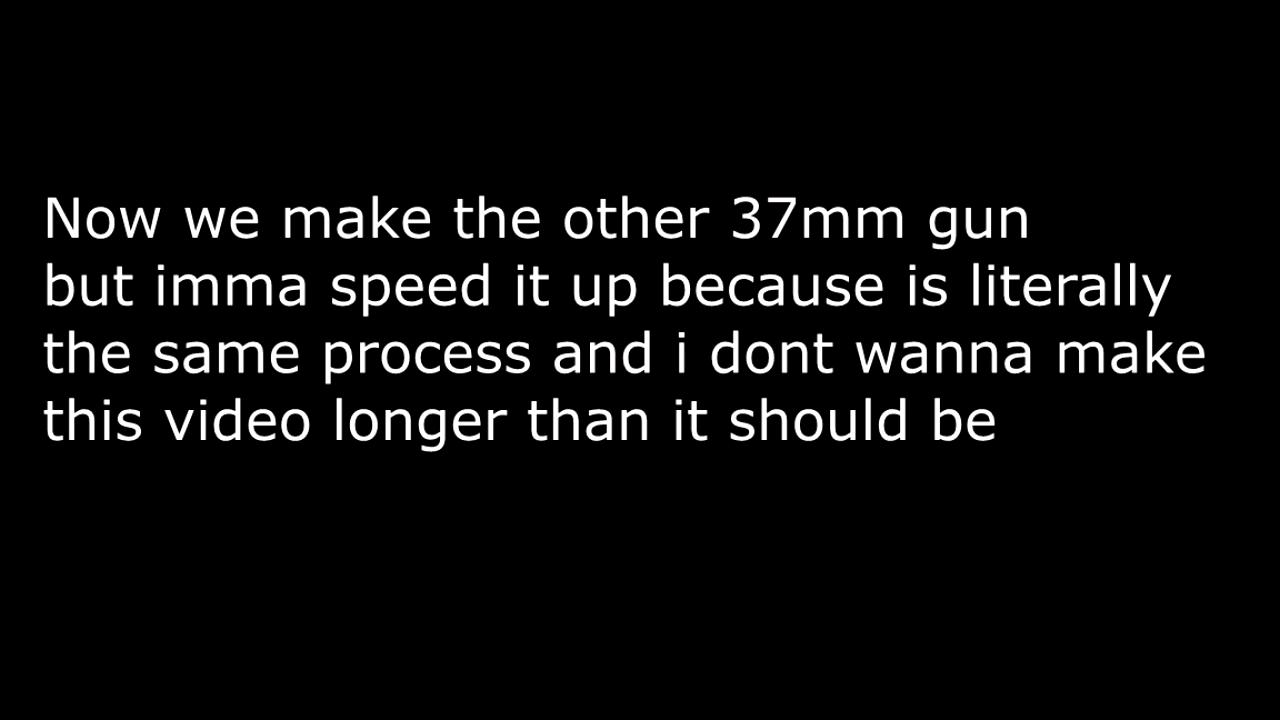 Now we make the other 37mm gun
but imma speed it up because is literally
the same process and i dont wanna make
this video longer than it should be